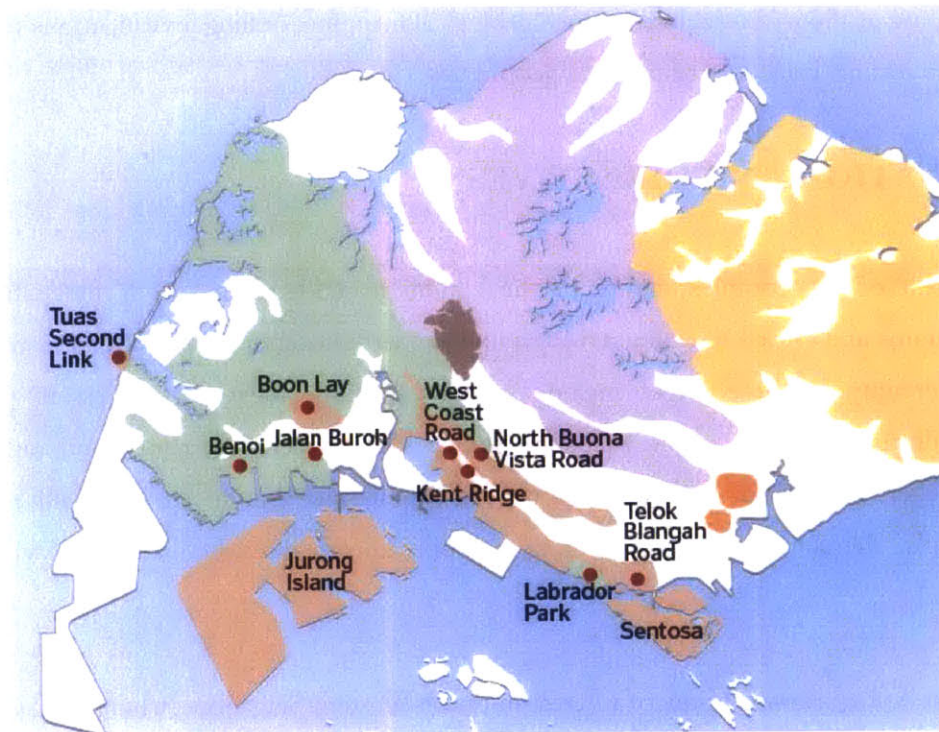 Tuas
Second
Link
Boon Lay
West
Coast
Road
Benoi
Jalan Buroh
North Buona
Vista Road
Kent Ridge
Telok
Blangah
Road
Jurong
Island
Labrador
Park
Sentosa